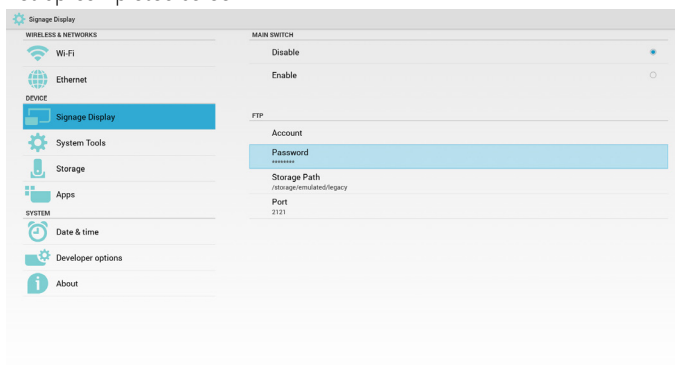 Signage Display
WIRELESS & NETWORKS
Wi-Fi
Ethernet
DEVICE
Signage Display
System Tools
Storage
Apps
SYSTEM
Date & time
Developer options
About
MAIN SWITCH
Disable
Enable
FTP
Account
Password
********
Storage Path
/storage/emulated/legacy
Port
2121